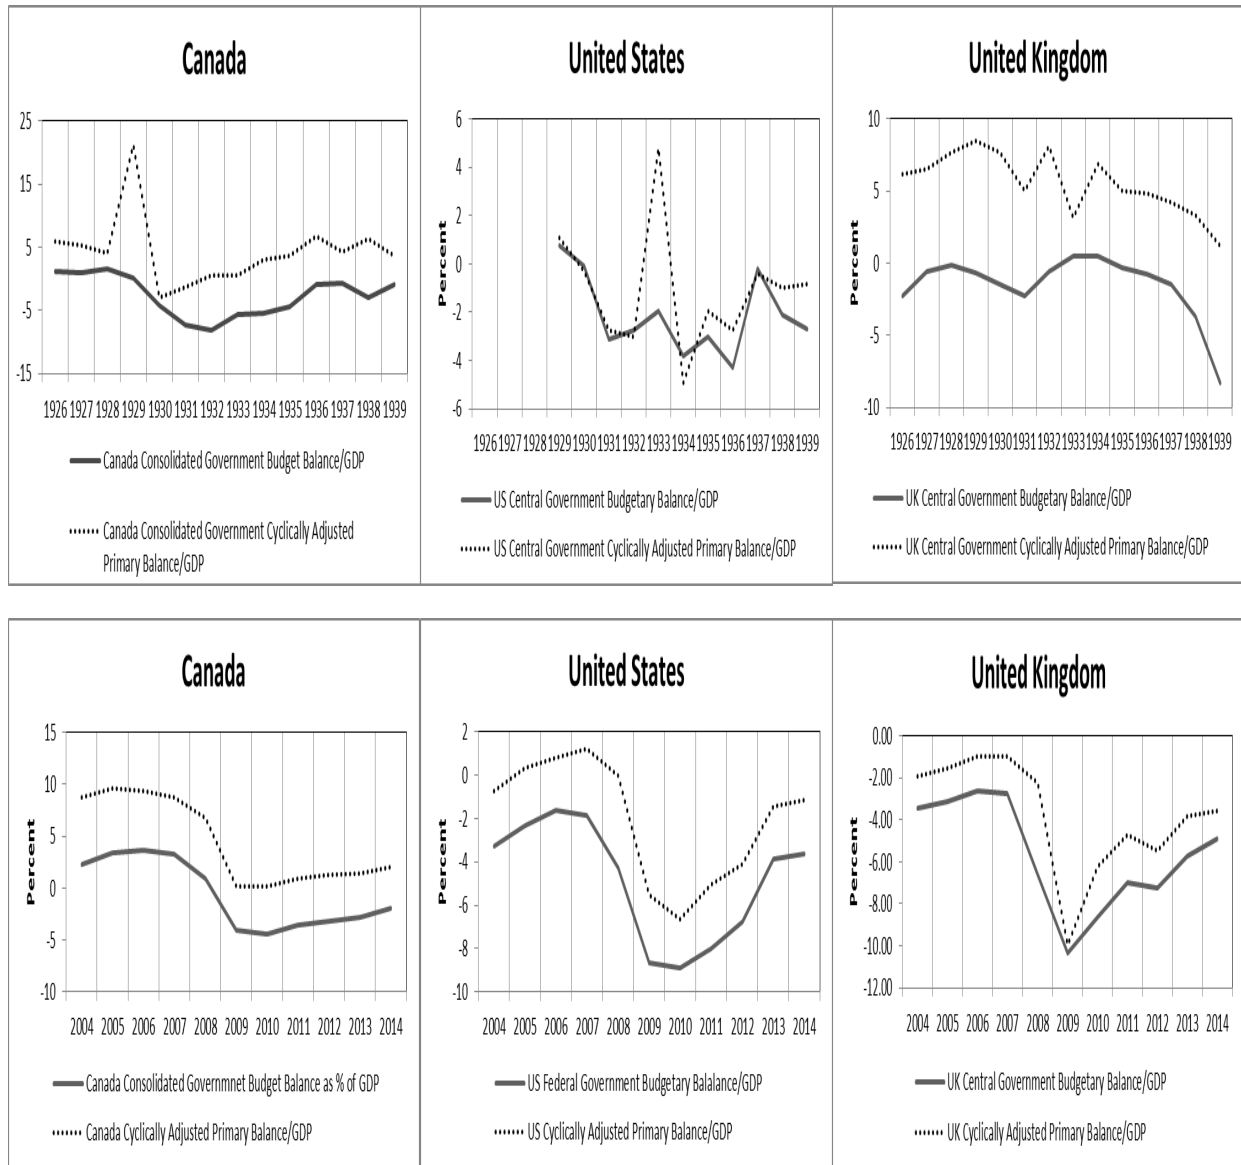 Canada
25
15
5
-5
-15
1926 1927 1928 1929 1930 1931 1932 1933 1934 1935 1936 1937 1938 1939
Canada Consolidated Government Budget Balance/GDP
Canada Consolidated Government Cyclically Adjusted
Primary Balance/GDP
United States
Percent
6
4
2
0
-2
-4
-6
1926 1927 1928 1929 1930 1931 1932 1933 1934 1935 1936 1937 1938 1939
US Central Government Budgetary Balance/GDP
US Central Government Cyclically Adjusted Primary Balance/GDP
United Kingdom
Percent
10
5
0
-5
-10
1926 1927 1928 1929 1930 1931 1932 1933 1934 1935 1936 1937 1938 1939
UK Central Government Budgetary Balance/GDP
UK Central Government Cyclically Adjusted Primary Balance/GDP
Canada
Percent
15
10
5
0
-5
-10
2004 2005 2006 2007 2008 2009 2010 2011 2012 2013 2014
Canada Consolidated Governmnet Budget Balance as % of GDP
Canada Cyclically Adjusted Primary Balance/GDP
United States
Percent
2
0
-2
-4
-6
-8
-10
2004 2005 2006 2007 2008 2009 2010 2011 2012 2013 2014
US Federal Government Budgetary Balalance/GDP
US Cyclically Adjusted Primary Balance/GDP
United Kingdom
Percent
0.00
-2.00
-4.00
-6.00
-8.00
-10.00
-12.00
2004 2005 2006 2007 2008 2009 2010 2011 2012 2013 2014
UK Central Government Budgetary Balance/GDP
UK Cyclically Adjusted Primary Balance/GDP